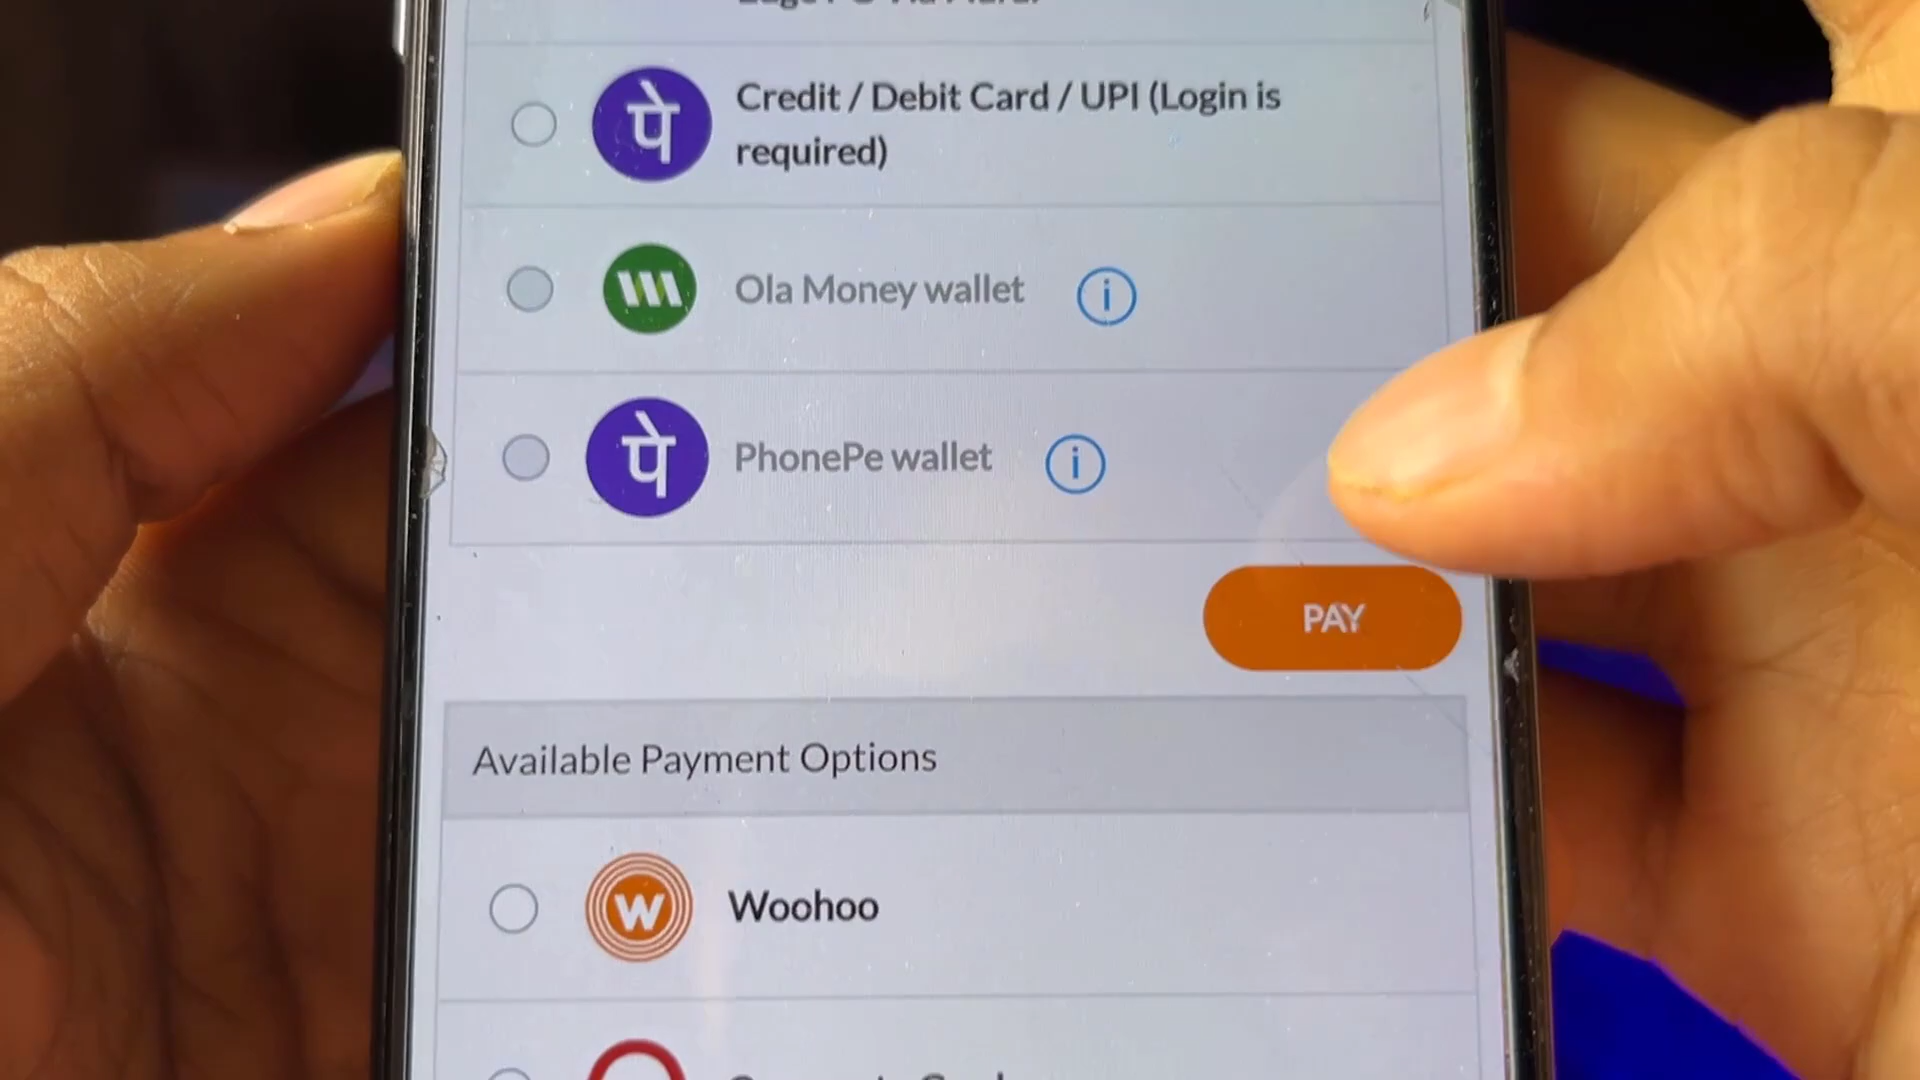 Credit / Debit Card / UPI (Login is
required)
पे
Ola Money wallet
i
पे
PhonePe wallet
i
PAY
Available Payment Options
W
Woohoo